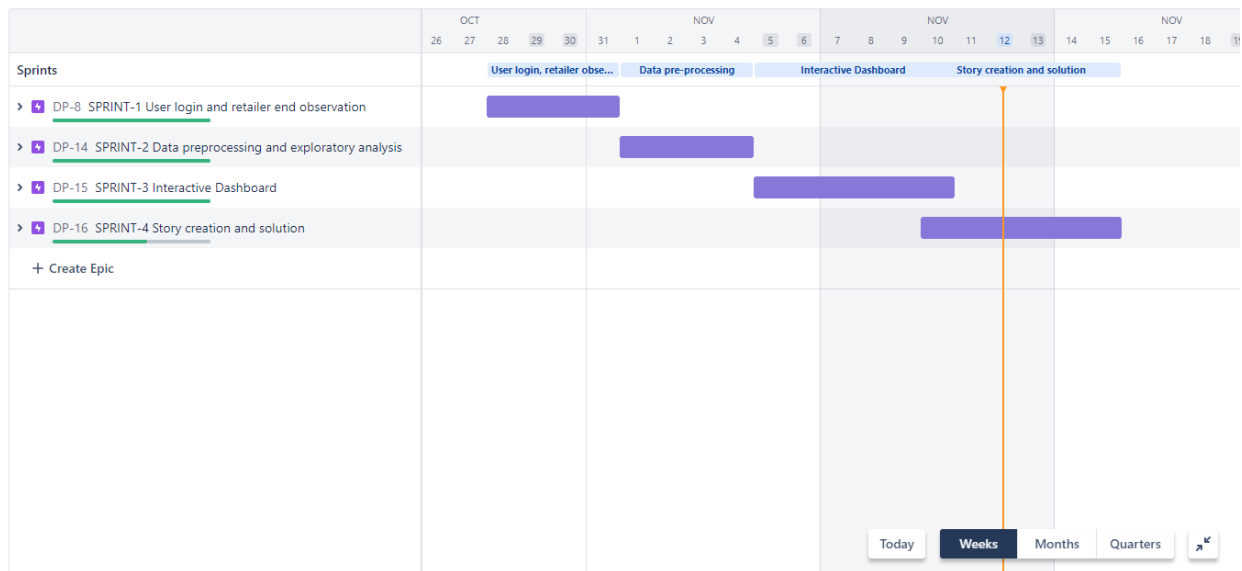 OCT NOV NOV NOV
26 27 28 29 30 31 1 2 3 4 5 6 7 8 9 10 11 12 13 14 15 16 17 18 19
Sprints
User login, retailer obse... Data pre-processing Interactive Dashboard Story creation and solution
DP-8 SPRINT-1 User login and retailer end observation
DP-14 SPRINT-2 Data preprocessing and exploratory analysis
DP-15 SPRINT-3 Interactive Dashboard
DP-16 SPRINT-4 Story creation and solution
+ Create Epic
Today Weeks Months Quarters